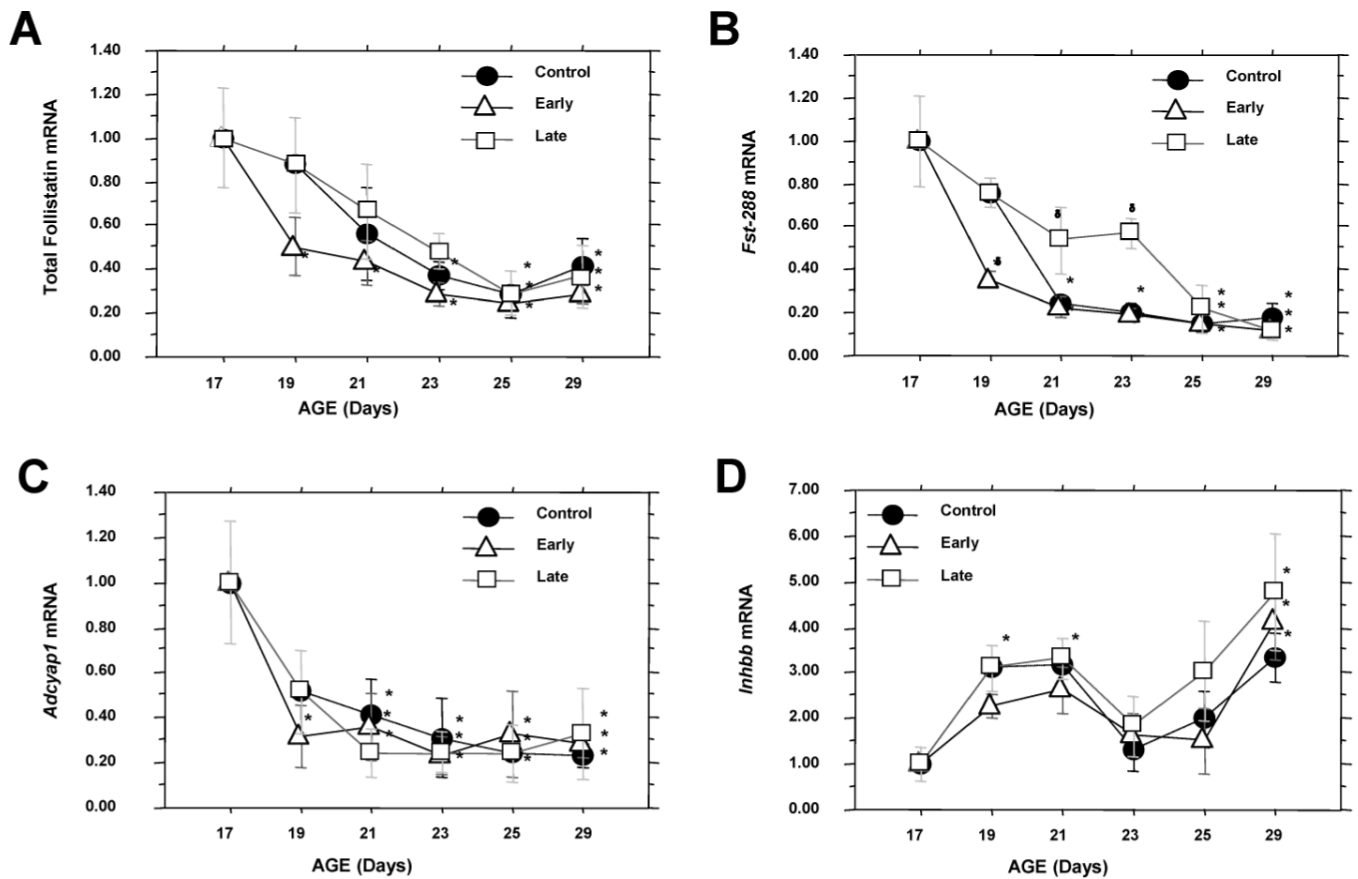 A
1.40
1.20
1.00
0.80
0.60
0.40
0.20
0.00
Total Follistatin mRNA
Control
Early
Late
* * * * * * * * * *
17 19 21 23 25 29
AGE (Days)
B
1.40
1.20
1.00
0.80
0.60
0.40
0.20
0.00
Fst-288 mRNA
Control
Early
Late
δ δ
* * * * * * * *
17 19 21 23 25 29
AGE (Days)
C
1.40
1.20
1.00
0.80
0.60
0.40
0.20
0.00
Adcyap1 mRNA
Control
Early
Late
* * * * * * * * * * * * *
17 19 21 23 25 29
AGE (Days)
D
7.00
6.00
5.00
4.00
3.00
2.00
1.00
0.00
Inhbb mRNA
Control
Early
Late
* * * * *
17 19 21 23 25 29
AGE (Days)